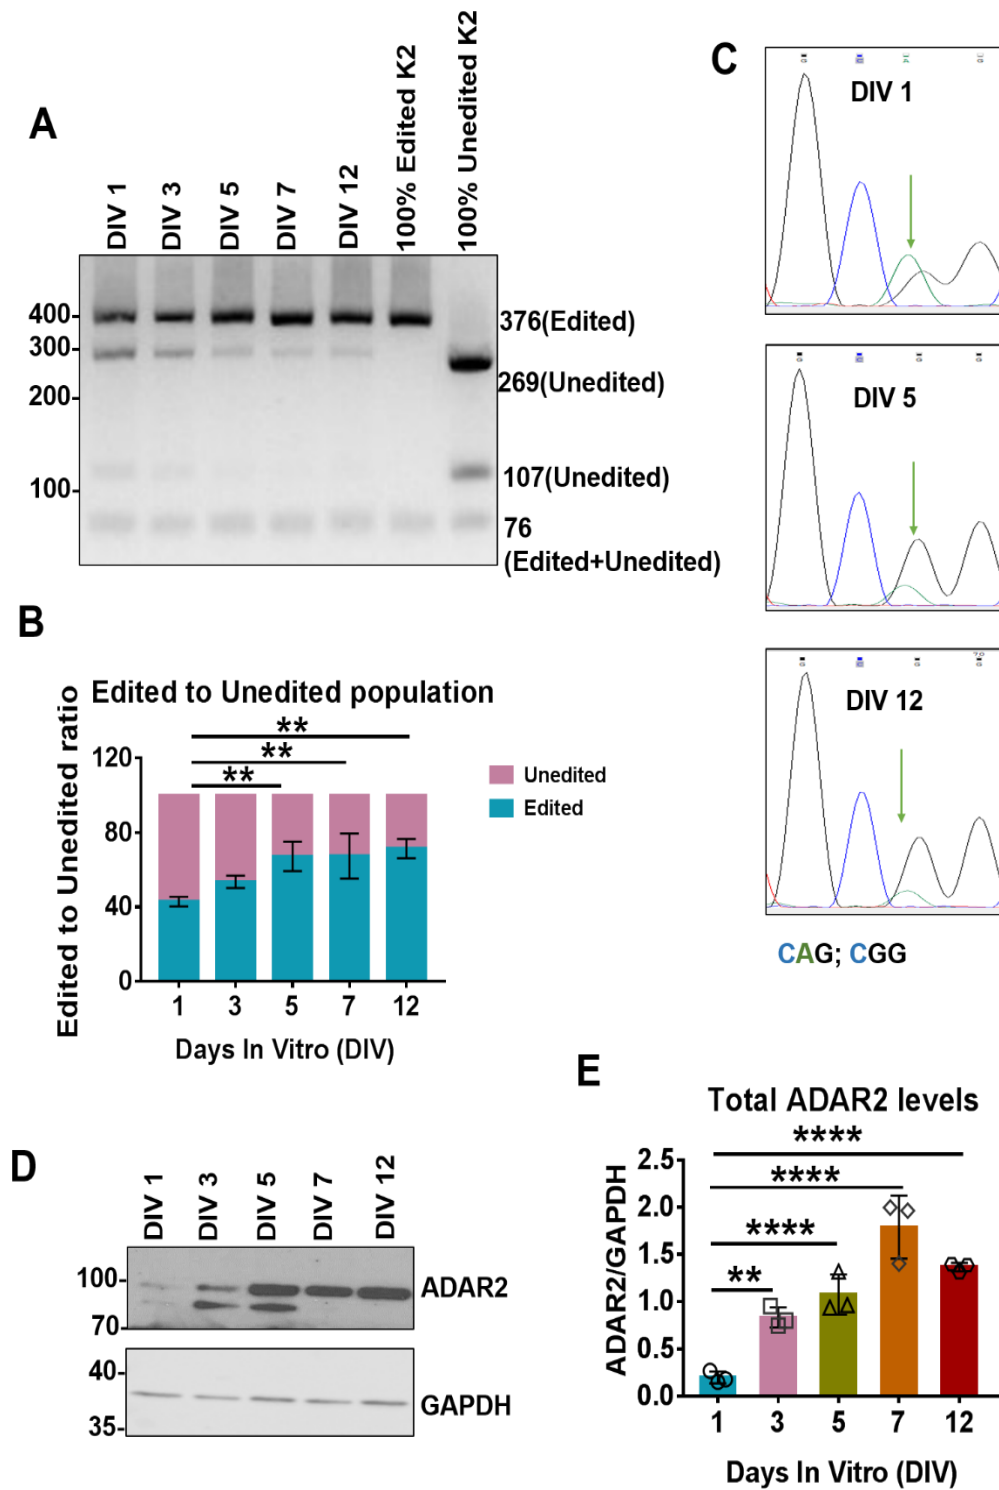 A
DIV 1
DIV 3
DIV 5
DIV 7
DIV 12
100% Edited K2
100% Unedited K2
400
300
200
100
376(Edited)
269(Unedited)
107(Unedited)
76
(Edited+Unedited)
B
Edited to Unedited population
Edited to Unedited ratio
**
**
**
120
80
40
0
1 3 5 7 12
Days In Vitro (DIV)
Unedited
Edited
C
DIV 1
DIV 5
DIV 12
CAG; CGG
D
DIV 1
DIV 3
DIV 5
DIV 7
DIV 12
100
70
ADAR2
40
35
GAPDH
E
Total ADAR2 levels
ADAR2/GAPDH
****
****
****
**
2.5
2.0
1.5
1.0
0.5
0.0
1 3 5 7 12
Days In Vitro (DIV)